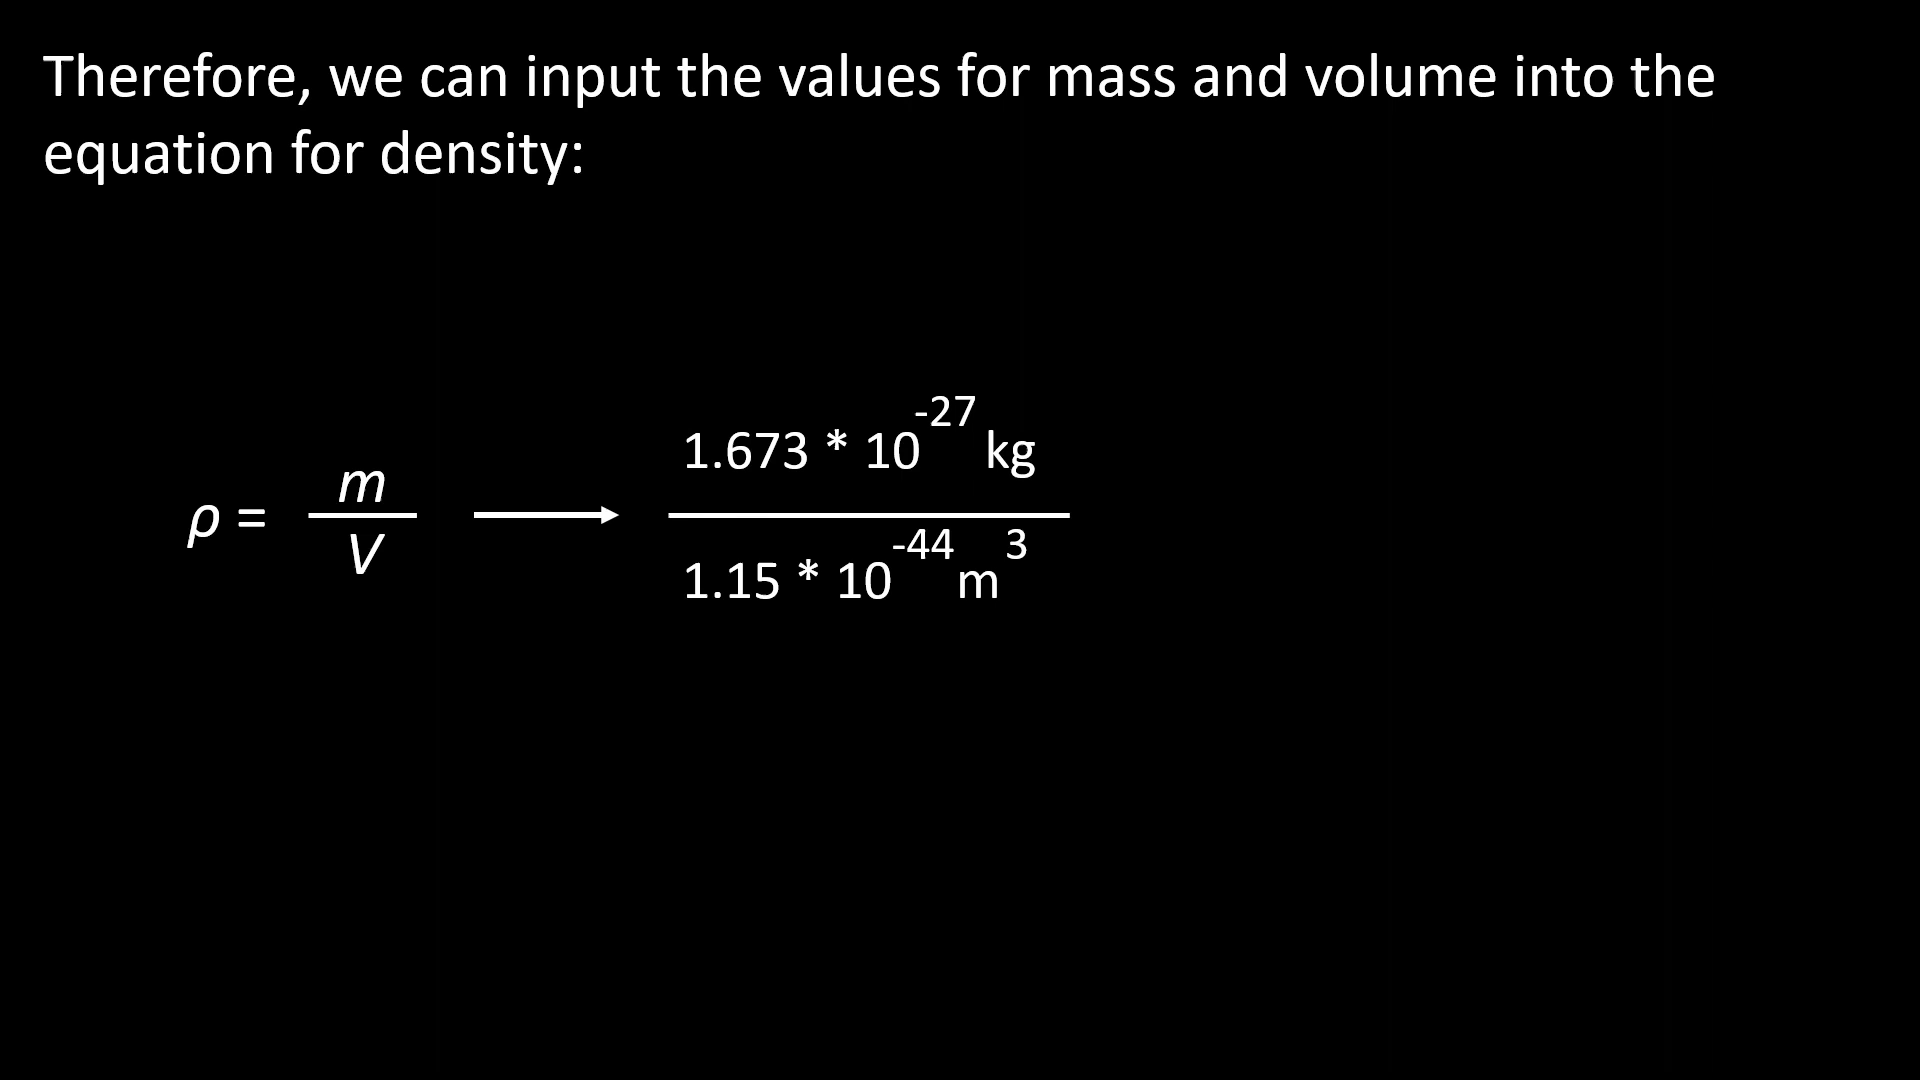 Therefore, we can input the values for mass and volume into the
equation for density:
ρ = m / V → 1.673 * 10^-27 kg / 1.15 * 10^-44 m^3